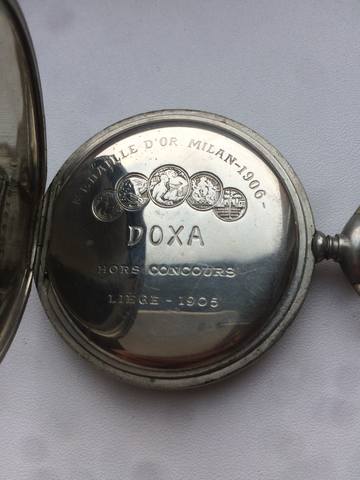 MEDAILLE D'OR MILAN-1906-
DOXA
HORS CONCOURS
LIEGE - 1905